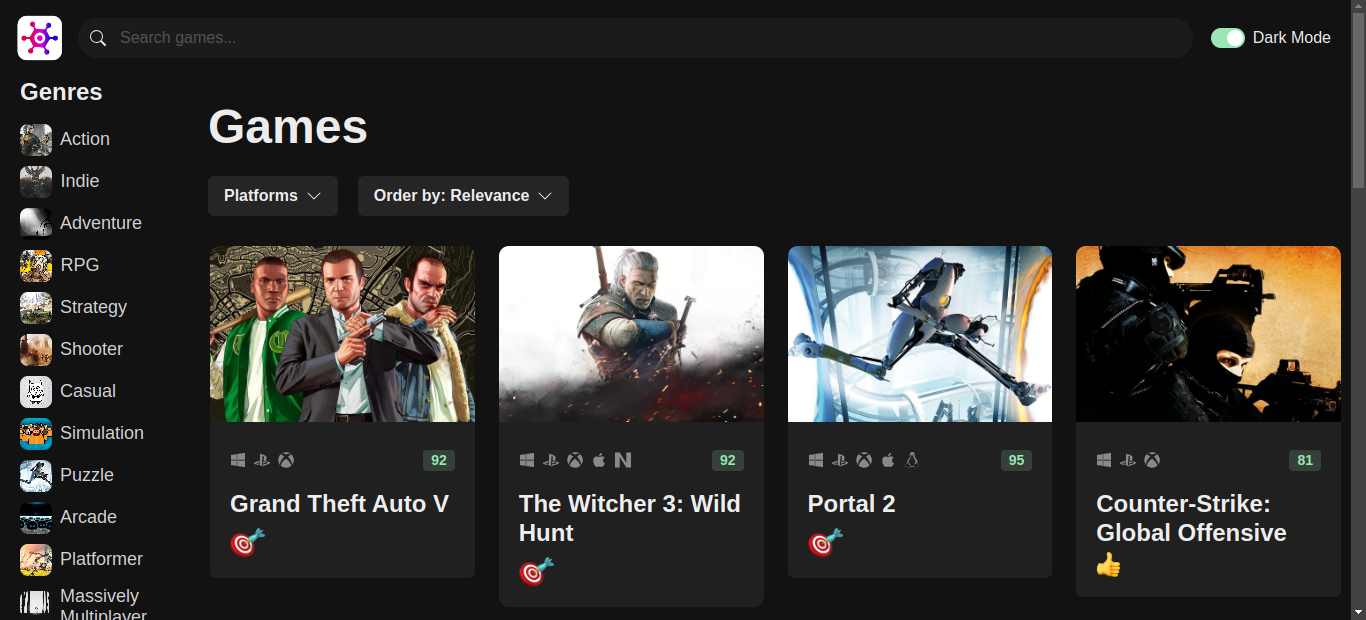 Search games...
Dark Mode
Genres
Action
Indie
Adventure
RPG
Strategy
Shooter
Casual
Simulation
Puzzle
Arcade
Platformer
Massively
Multiplayer
Games
Platforms
Order by: Relevance
92
Grand Theft Auto V
92
The Witcher 3: Wild
Hunt
95
Portal 2
81
Counter-Strike:
Global Offensive